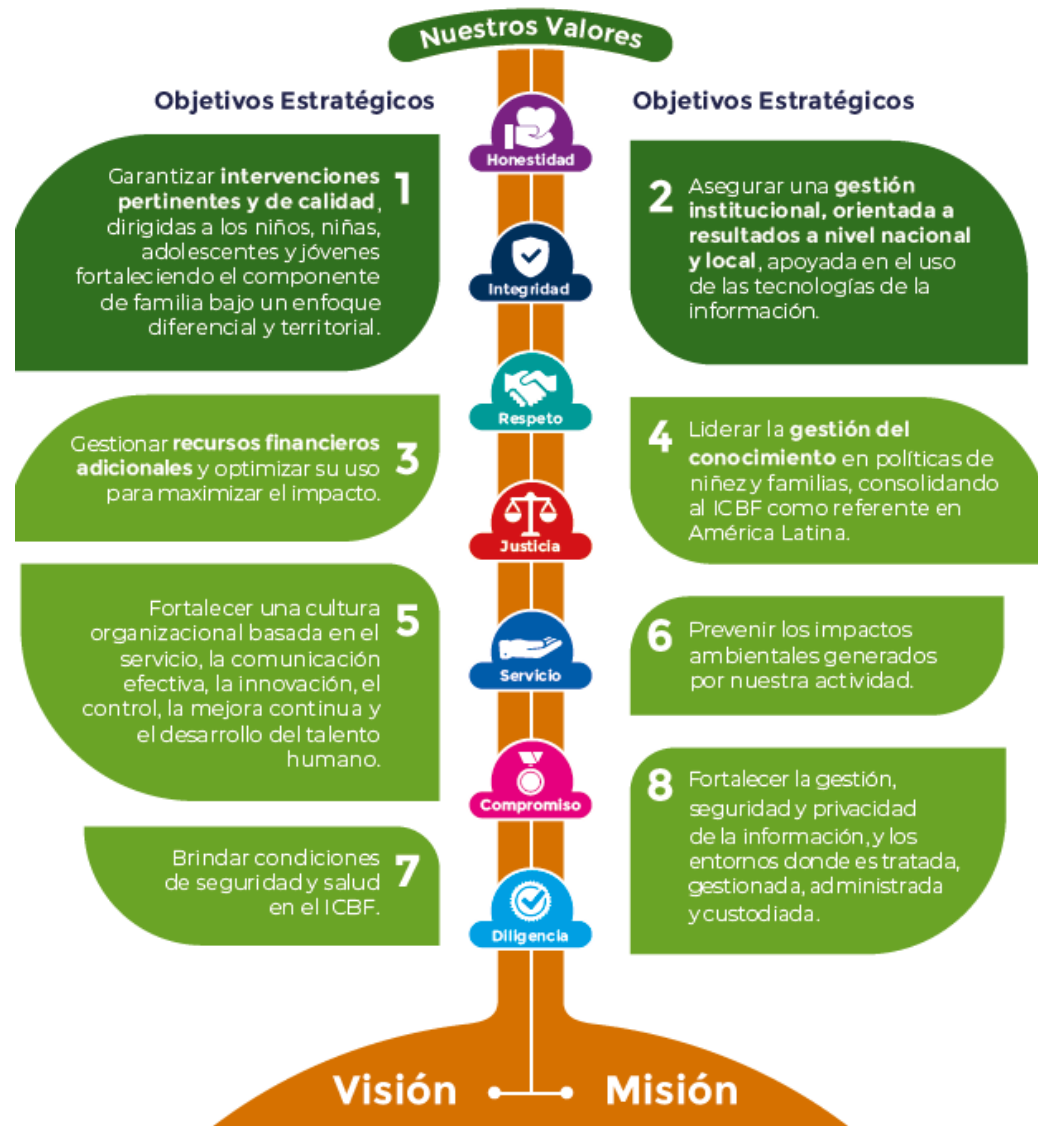 Nuestros Valores
Objetivos Estratégicos
Objetivos Estratégicos
Honestidad
1
Garantizar intervenciones
pertinentes y de calidad,
dirigidas a los niños, niñas,
adolescentes y jóvenes
fortaleciendo el componente
de familia bajo un enfoque
diferencial y territorial.
2
Asegurar una gestión
institucional, orientada a
resultados a nivel nacional
y local, apoyada en el uso
de las tecnologías de la
información.
Integridad
Respeto
3
Gestionar recursos financieros
adicionales y optimizar su uso
para maximizar el impacto.
4
Liderar la gestión del
conocimiento en políticas de
niñez y familias, consolidando
al ICBF como referente en
América Latina.
Justicia
5
Fortalecer una cultura
organizacional basada en el
servicio, la comunicación
efectiva, la innovación, el
control, la mejora continua y
el desarrollo del talento
humano.
6
Prevenir los impactos
ambientales generados
por nuestra actividad.
Servicio
Compromiso
7
Brindar condiciones
de seguridad y salud
en el ICBF.
8
Fortalecer la gestión,
seguridad y privacidad
de la información, y los
entornos donde es tratada,
gestionada, administrada
y custodiada.
Diligencia
Visión
Misión